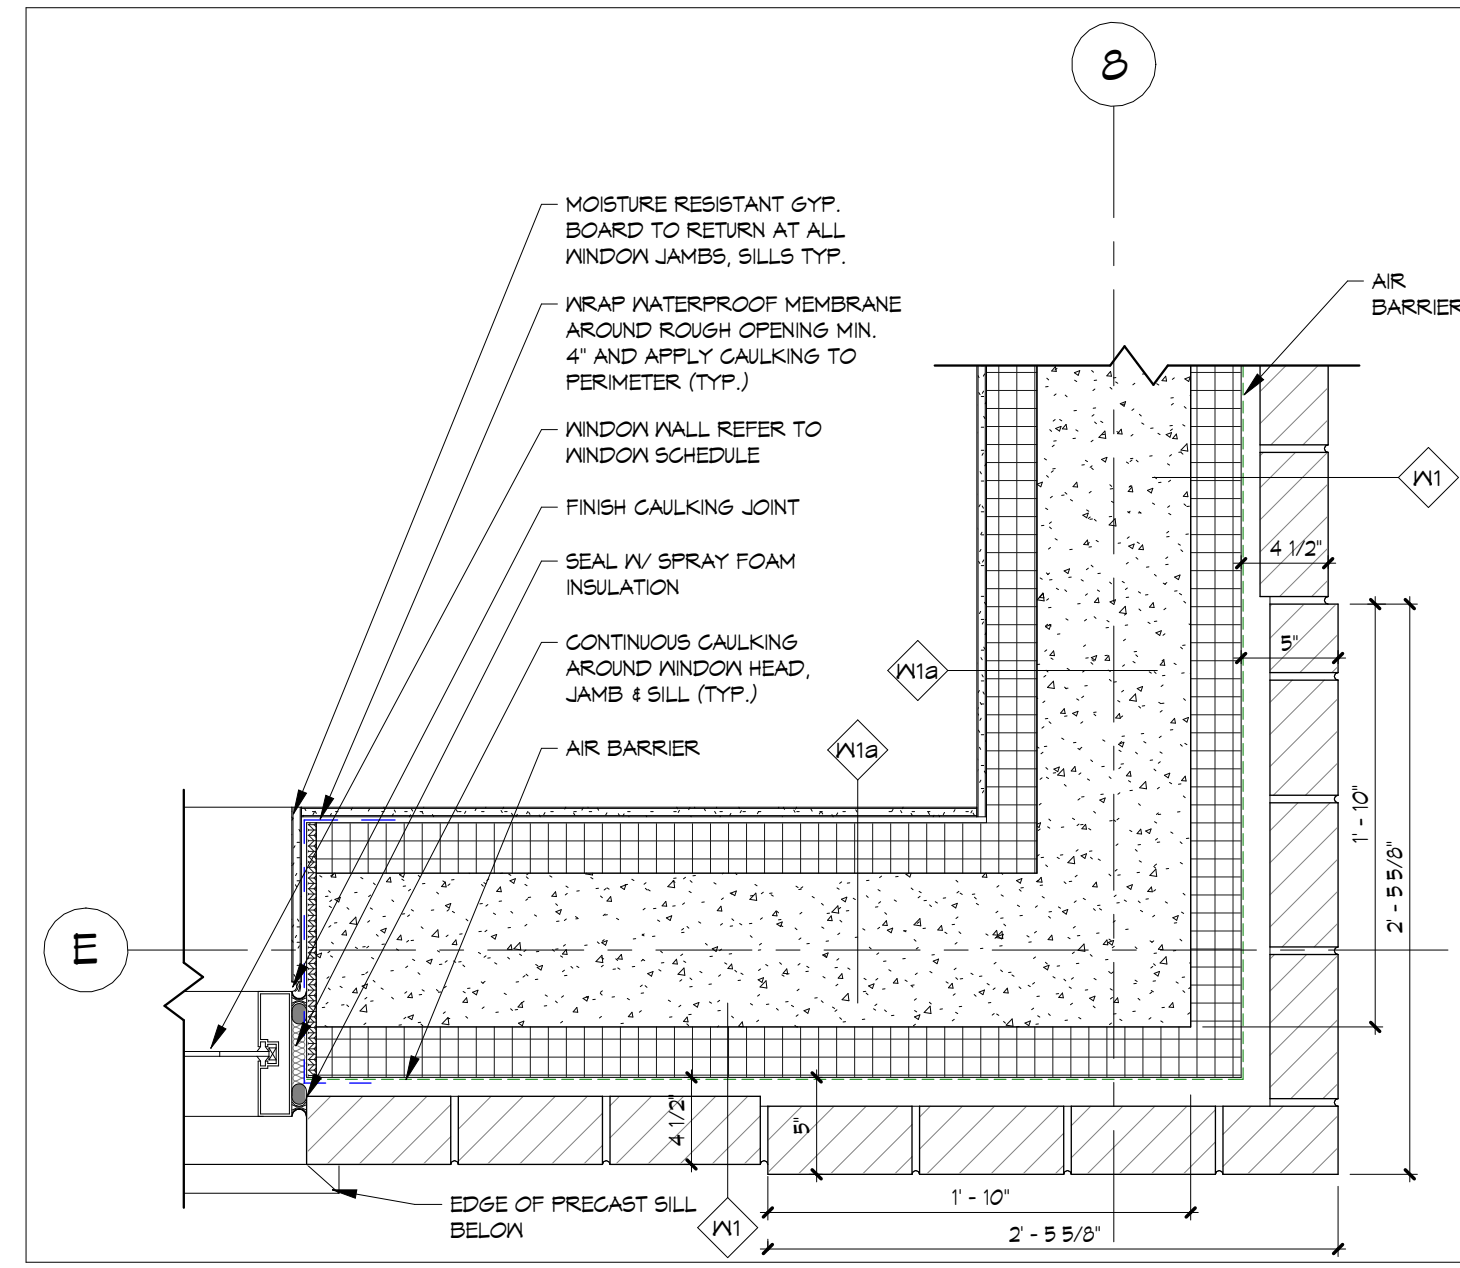 8
MOISTURE RESISTANT GYP.
BOARD TO RETURN AT ALL
WINDOW JAMBS, SILLS TYP.
WRAP WATERPROOF MEMBRANE
AROUND ROUGH OPENING MIN.
4" AND APPLY CAULKING TO
PERIMETER (TYP.)
WINDOW WALL REFER TO
WINDOW SCHEDULE
FINISH CAULKING JOINT
SEAL W/ SPRAY FOAM
INSULATION
CONTINUOUS CAULKING
AROUND WINDOW HEAD,
JAMB & SILL (TYP.)
AIR BARRIER
AIR
BARRIER
W1
4 1/2"
5"
W1a
W1a
1' - 10"
2' - 5 5/8"
E
4 1/2"
5"
EDGE OF PRECAST SILL
BELOW
W1
1' - 10"
2' - 5 5/8"